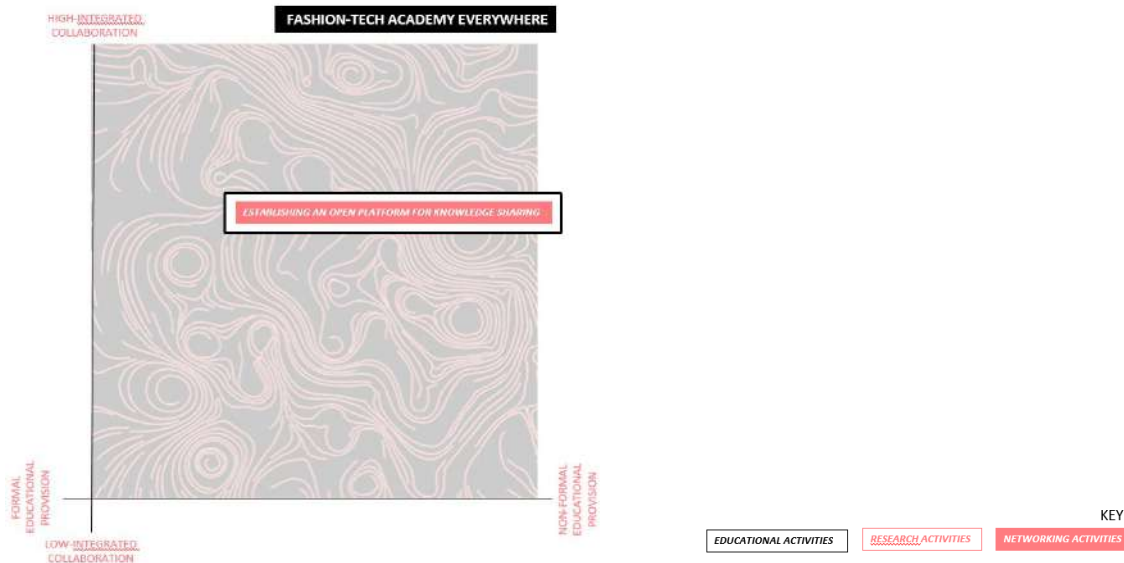 HIGH-INTEGRATED
COLLABORATION
FASHION-TECH ACADEMY EVERYWHERE
ESTABLISHING AN OPEN PLATFORM FOR KNOWLEDGE SHARING
FORMAL
EDUCATIONAL
PROVISION
NON-FORMAL
EDUCATIONAL
PROVISION
LOW-INTEGRATED
COLLABORATION
KEY
EDUCATIONAL ACTIVITIES
RESEARCH ACTIVITIES
NETWORKING ACTIVITIES